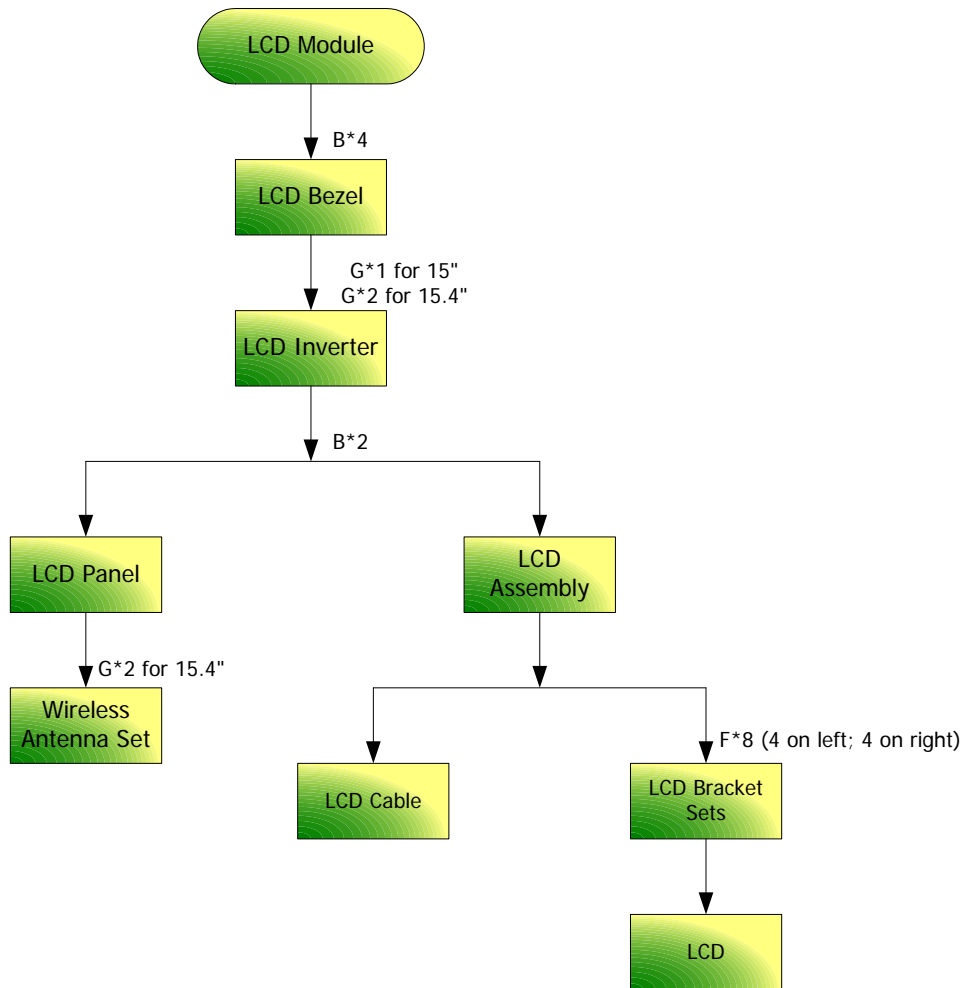 LCD Module
B*4
LCD Bezel
G*1 for 15"
G*2 for 15.4"
LCD Inverter
B*2
LCD Panel
LCD
Assembly
G*2 for 15.4"
Wireless
Antenna Set
F*8 (4 on left; 4 on right)
LCD Cable
LCD Bracket
Sets
LCD